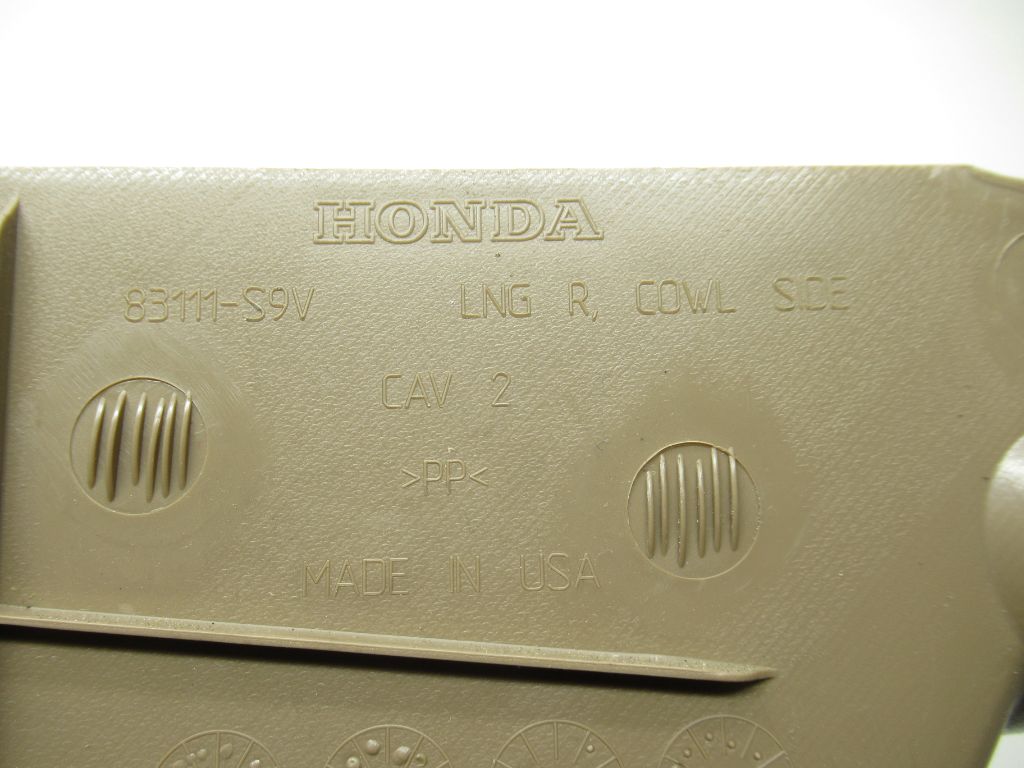 HONDA
83111-S9V LNG R, COWL SIDE
CAV 2
>PP<
MADE IN USA